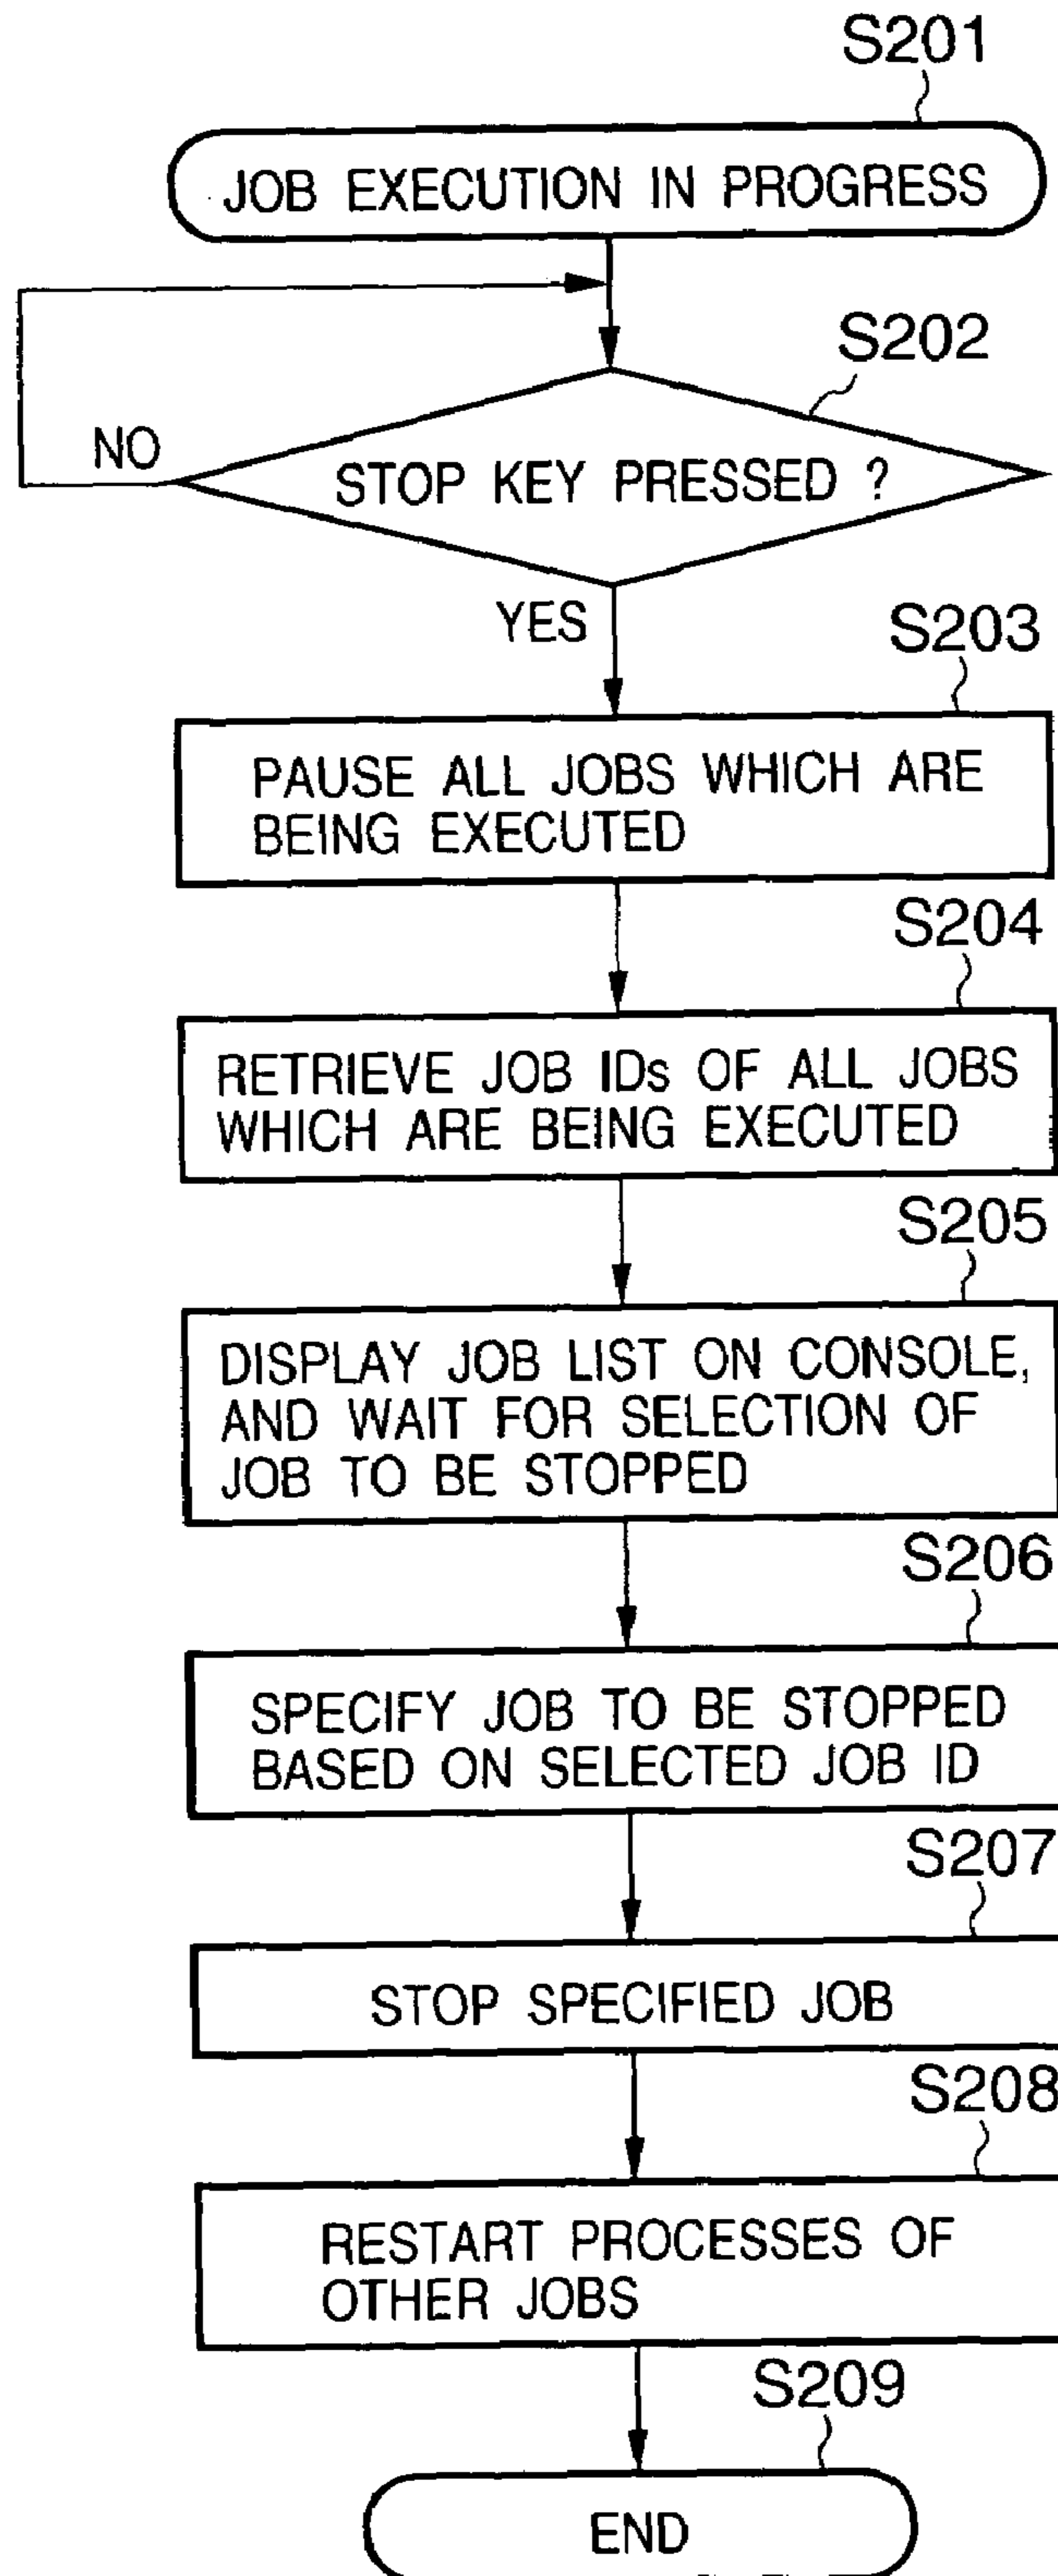 S201
JOB EXECUTION IN PROGRESS
S202
NO
STOP KEY PRESSED ?
YES
S203
PAUSE ALL JOBS WHICH ARE
BEING EXECUTED
S204
RETRIEVE JOB IDs OF ALL JOBS
WHICH ARE BEING EXECUTED
S205
DISPLAY JOB LIST ON CONSOLE,
AND WAIT FOR SELECTION OF
JOB TO BE STOPPED
S206
SPECIFY JOB TO BE STOPPED
BASED ON SELECTED JOB ID
S207
STOP SPECIFIED JOB
S208
RESTART PROCESSES OF
OTHER JOBS
S209
END